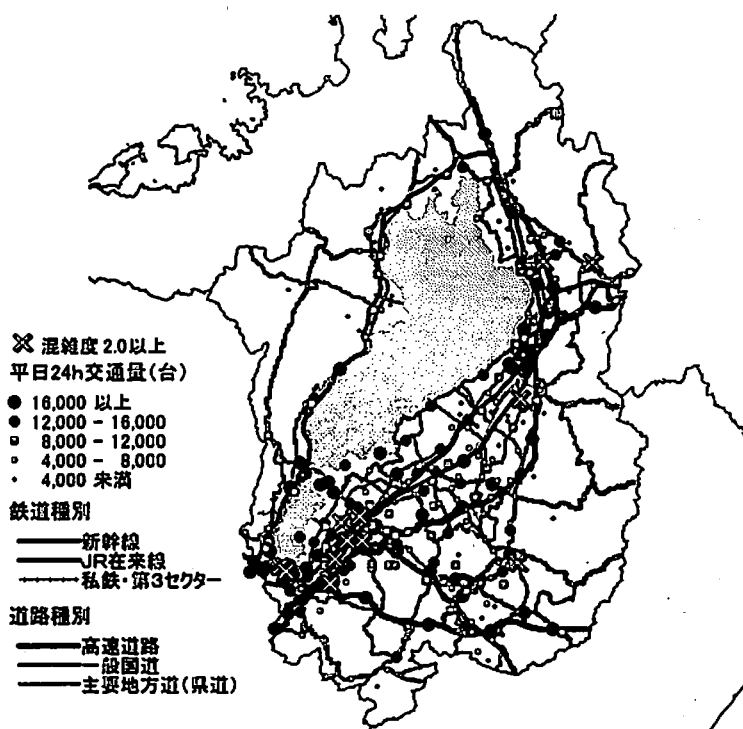 混雑度 2.0以上
平日24h交通量(台)
16,000 以上
12,000 - 16,000
8,000 - 12,000
4,000 - 8,000
4,000 未満
鉄道種別
新幹線
JR在来線
私鉄・第3セクター
道路種別
高速道路
一般国道
主要地方道(県道)